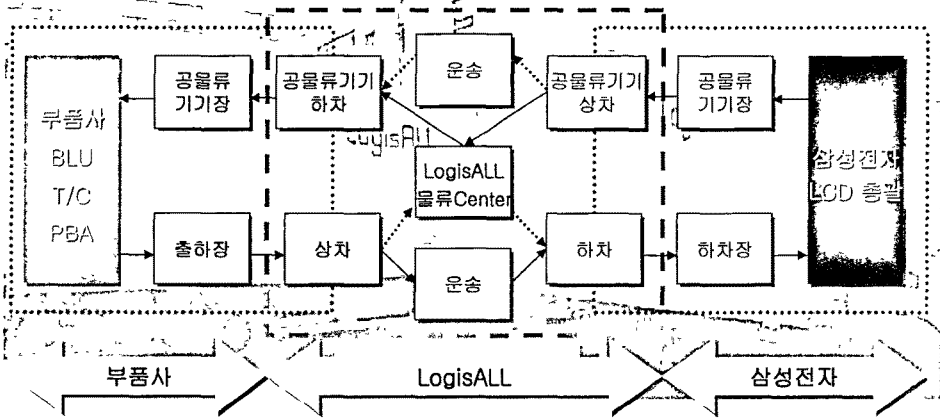 운송
공물류
기기장
공물류기기
하차
공물류기기
상차
공물류
기기장
부품사
BLU
T/C
PBA
LogisALL
물류Center
삼성전자
LCD 총괄
출하장
상차
운송
하차
하차장
부품사
LogisALL
삼성전자